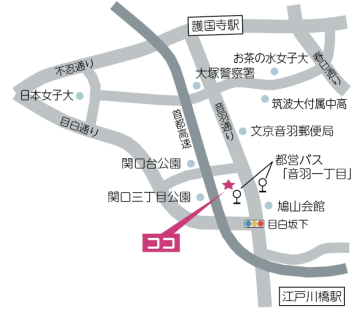 護国寺駅
不忍通り
お茶の水女子大
春日通り
大塚警察署
日本女子大
筑波大付属中高
首都高速
音羽通り
目白通り
文京音羽郵便局
関口台公園
都営バス
「音羽一丁目」
関口三丁目公園
鳩山会館
目白坂下
ココ
江戸川橋駅